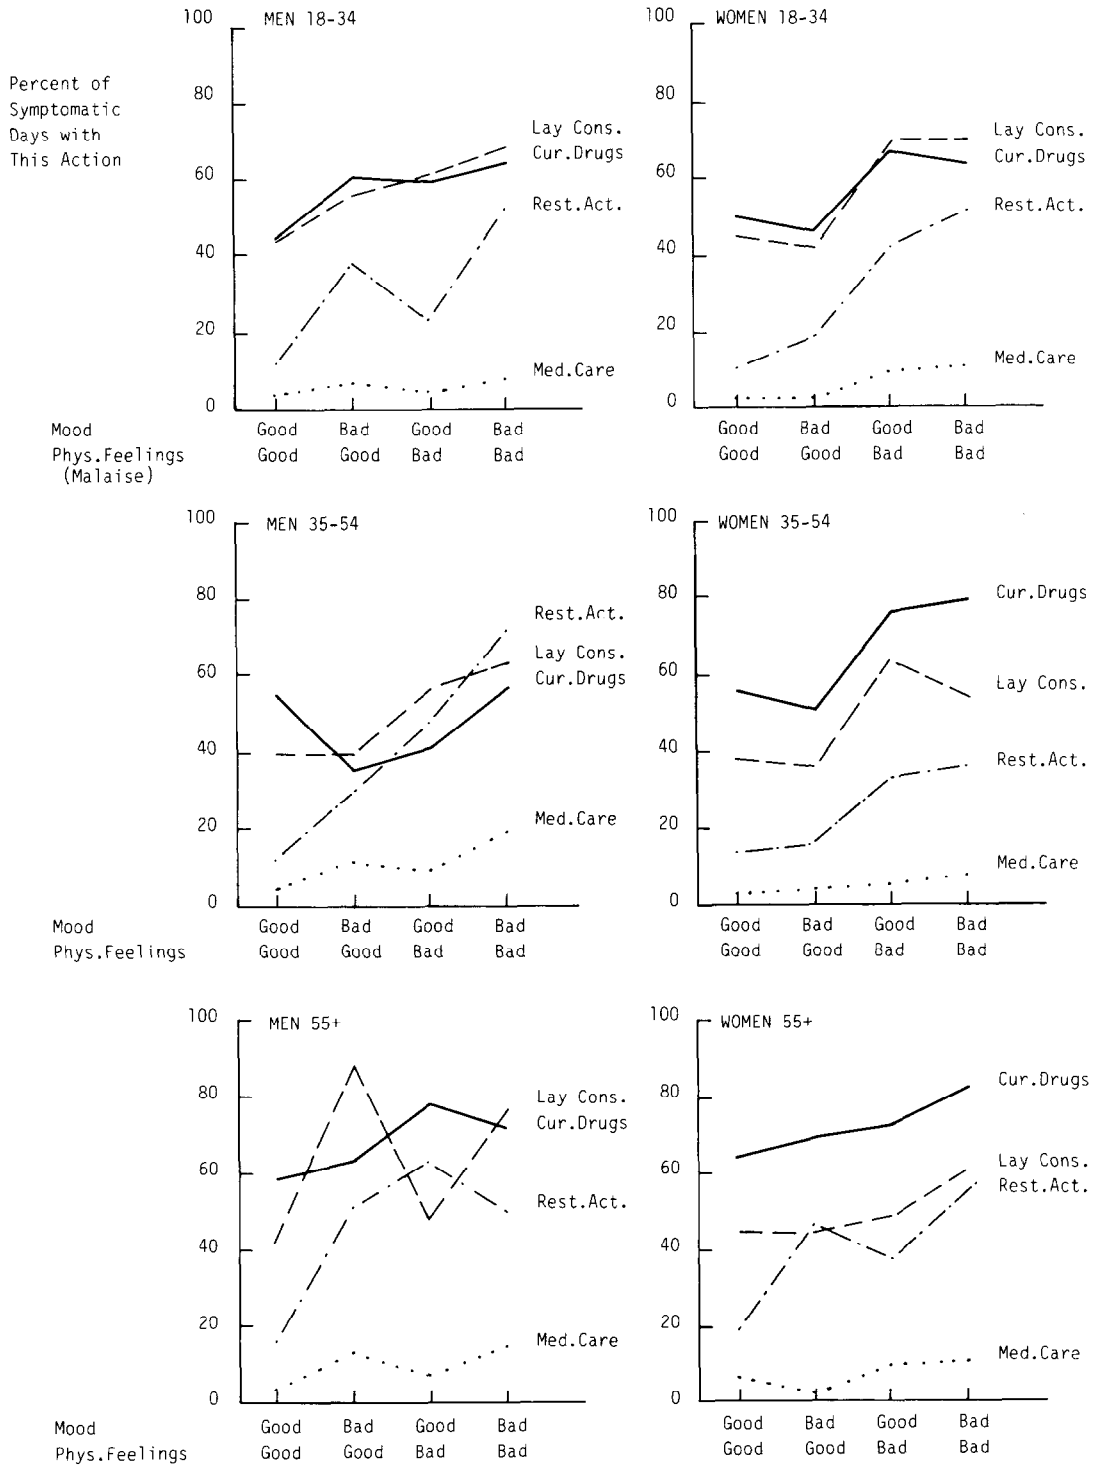 MEN 18-34
100
Percent of
Symptomatic
Days with
This Action
80
60
40
20
0
Lay Cons.
Cur.Drugs
Rest.Act.
Med.Care
Mood
Good Bad Good Bad
Phys.Feelings
Good Good Bad Bad
(Malaise)
WOMEN 18-34
100
80
60
40
20
0
Lay Cons.
Cur.Drugs
Rest.Act.
Med.Care
Good Bad Good Bad
Good Good Bad Bad
MEN 35-54
100
80
60
40
20
0
Rest.Act.
Lay Cons.
Cur.Drugs
Med.Care
Mood
Good Bad Good Bad
Phys.Feelings
Good Good Bad Bad
WOMEN 35-54
100
80
60
40
20
0
Cur.Drugs
Lay Cons.
Rest.Act.
Med.Care
Good Bad Good Bad
Good Good Bad Bad
MEN 55+
100
80
60
40
20
0
Lay Cons.
Cur.Drugs
Rest.Act.
Med.Care
Mood
Good Bad Good Bad
Phys.Feelings
Good Good Bad Bad
WOMEN 55+
100
80
60
40
20
0
Cur.Drugs
Lay Cons.
Rest.Act.
Med.Care
Good Bad Good Bad
Good Good Bad Bad